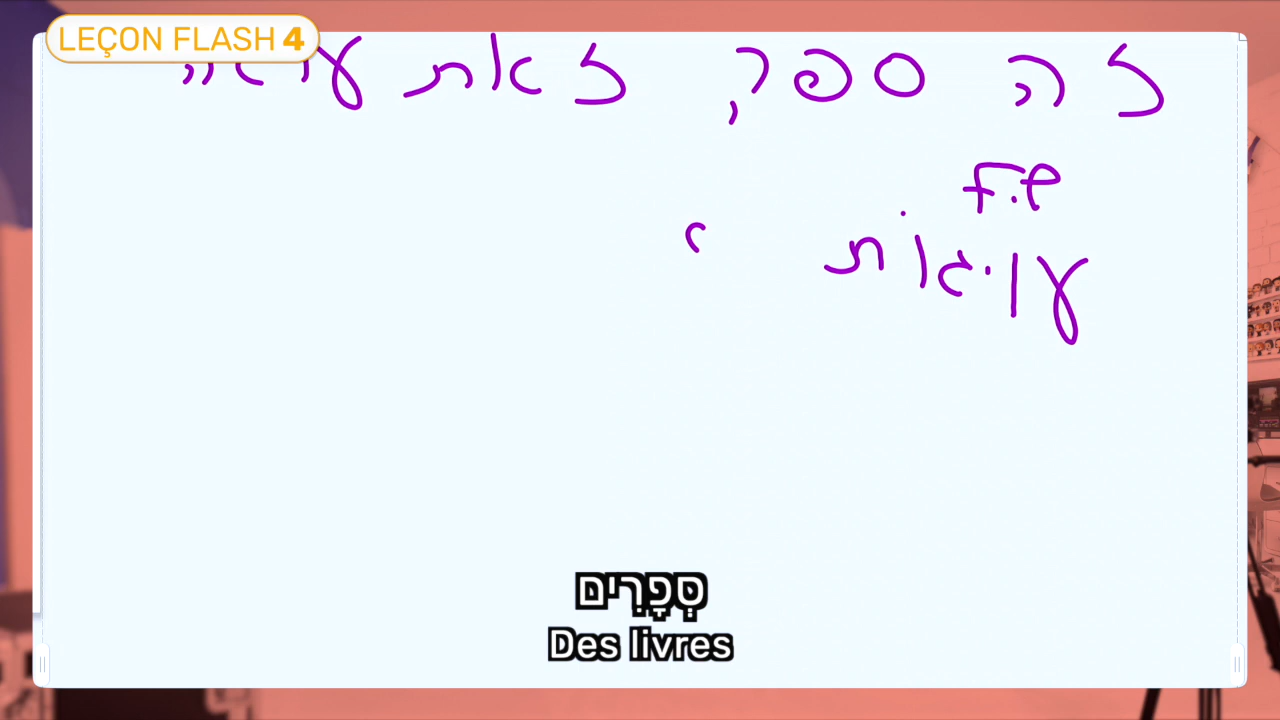 LEÇON FLASH 4
זה ספר, זאת עוגה
f.p
עוגות
סְפָרִים
Des livres